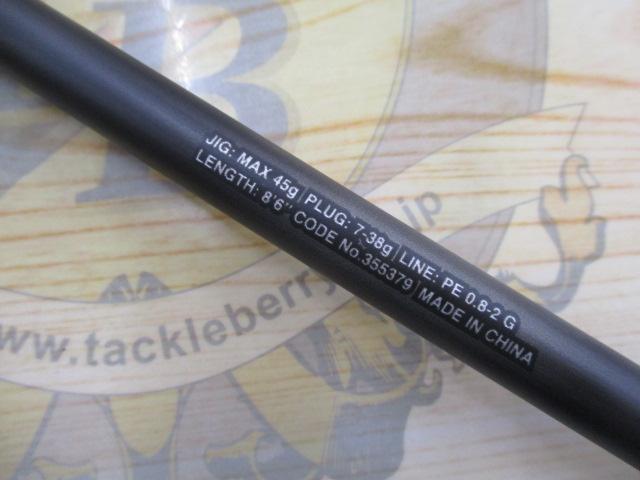 JIG: MAX 45g | PLUG: 7-38g | LINE: PE 0.8-2 G
LENGTH: 8'6" CODE No.355379 | MADE IN CHINA
B
www.tackleberry jp